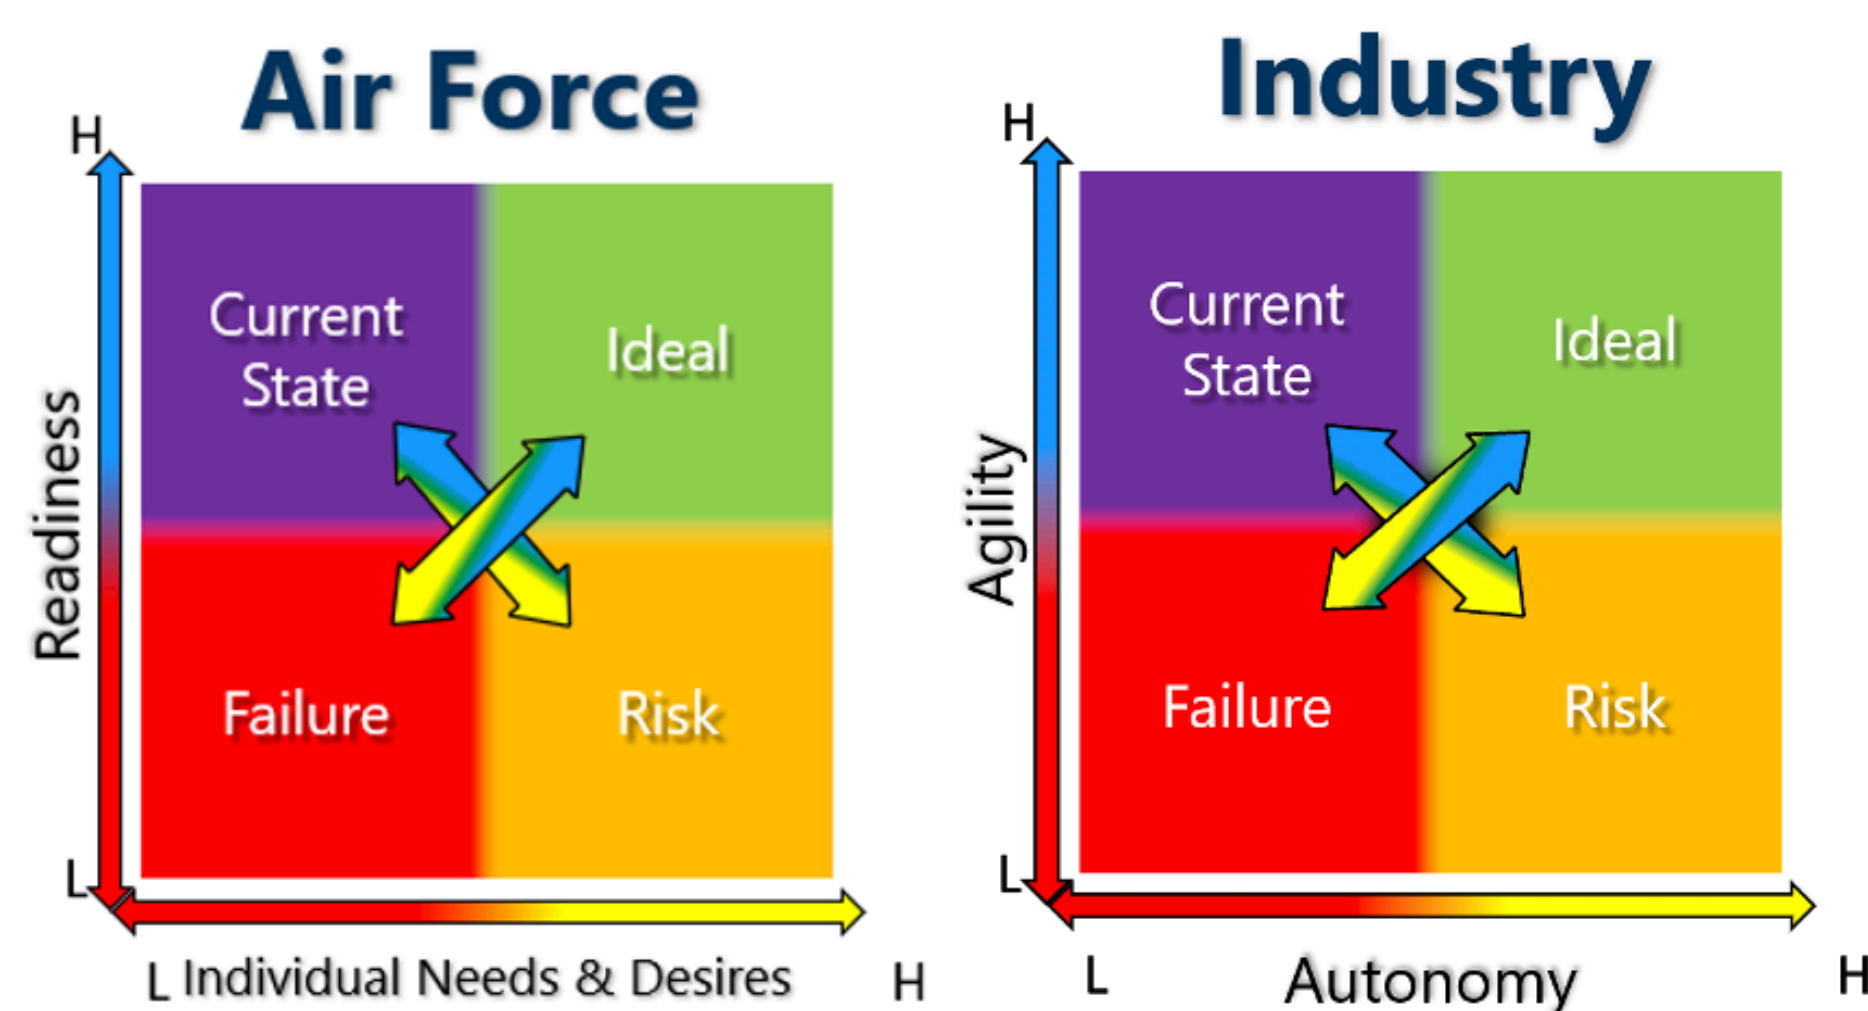 Air Force
H
Readiness
Current
State
Ideal
Failure
Risk
L
L Individual Needs & Desires H
Industry
H
Agility
Current
State
Ideal
Failure
Risk
L
L Autonomy H